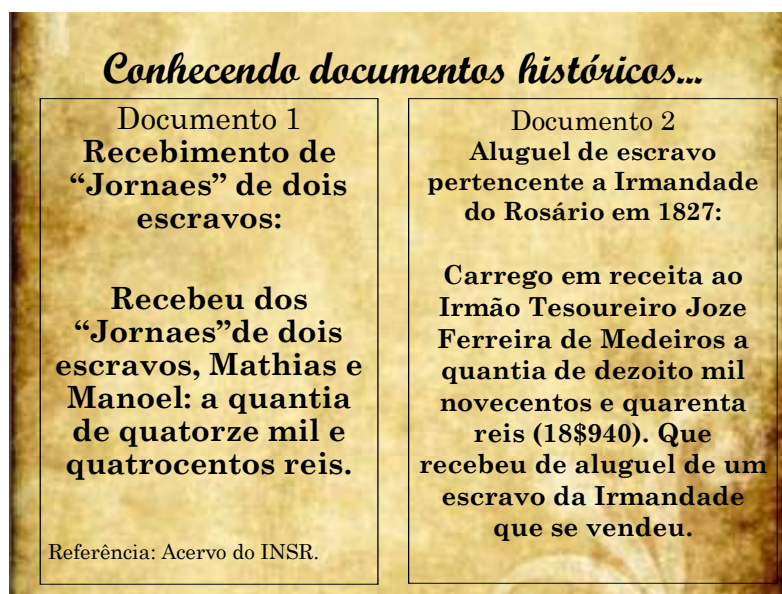 Conhecendo documentos históricos...
Documento 1
Recebimento de
“Jornaes” de dois
escravos:
Recebeu dos
“Jornaes”de dois
escravos, Mathias e
Manoel: a quantia
de quatorze mil e
quatrocentos reis.
Referência: Acervo do INSR.
Documento 2
Aluguel de escravo
pertencente a Irmandade
do Rosário em 1827:
Carrego em receita ao
Irmão Tesoureiro Joze
Ferreira de Medeiros a
quantia de dezoito mil
novecentos e quarenta
reis (18$940). Que
recebeu de aluguel de um
escravo da Irmandade
que se vendeu.